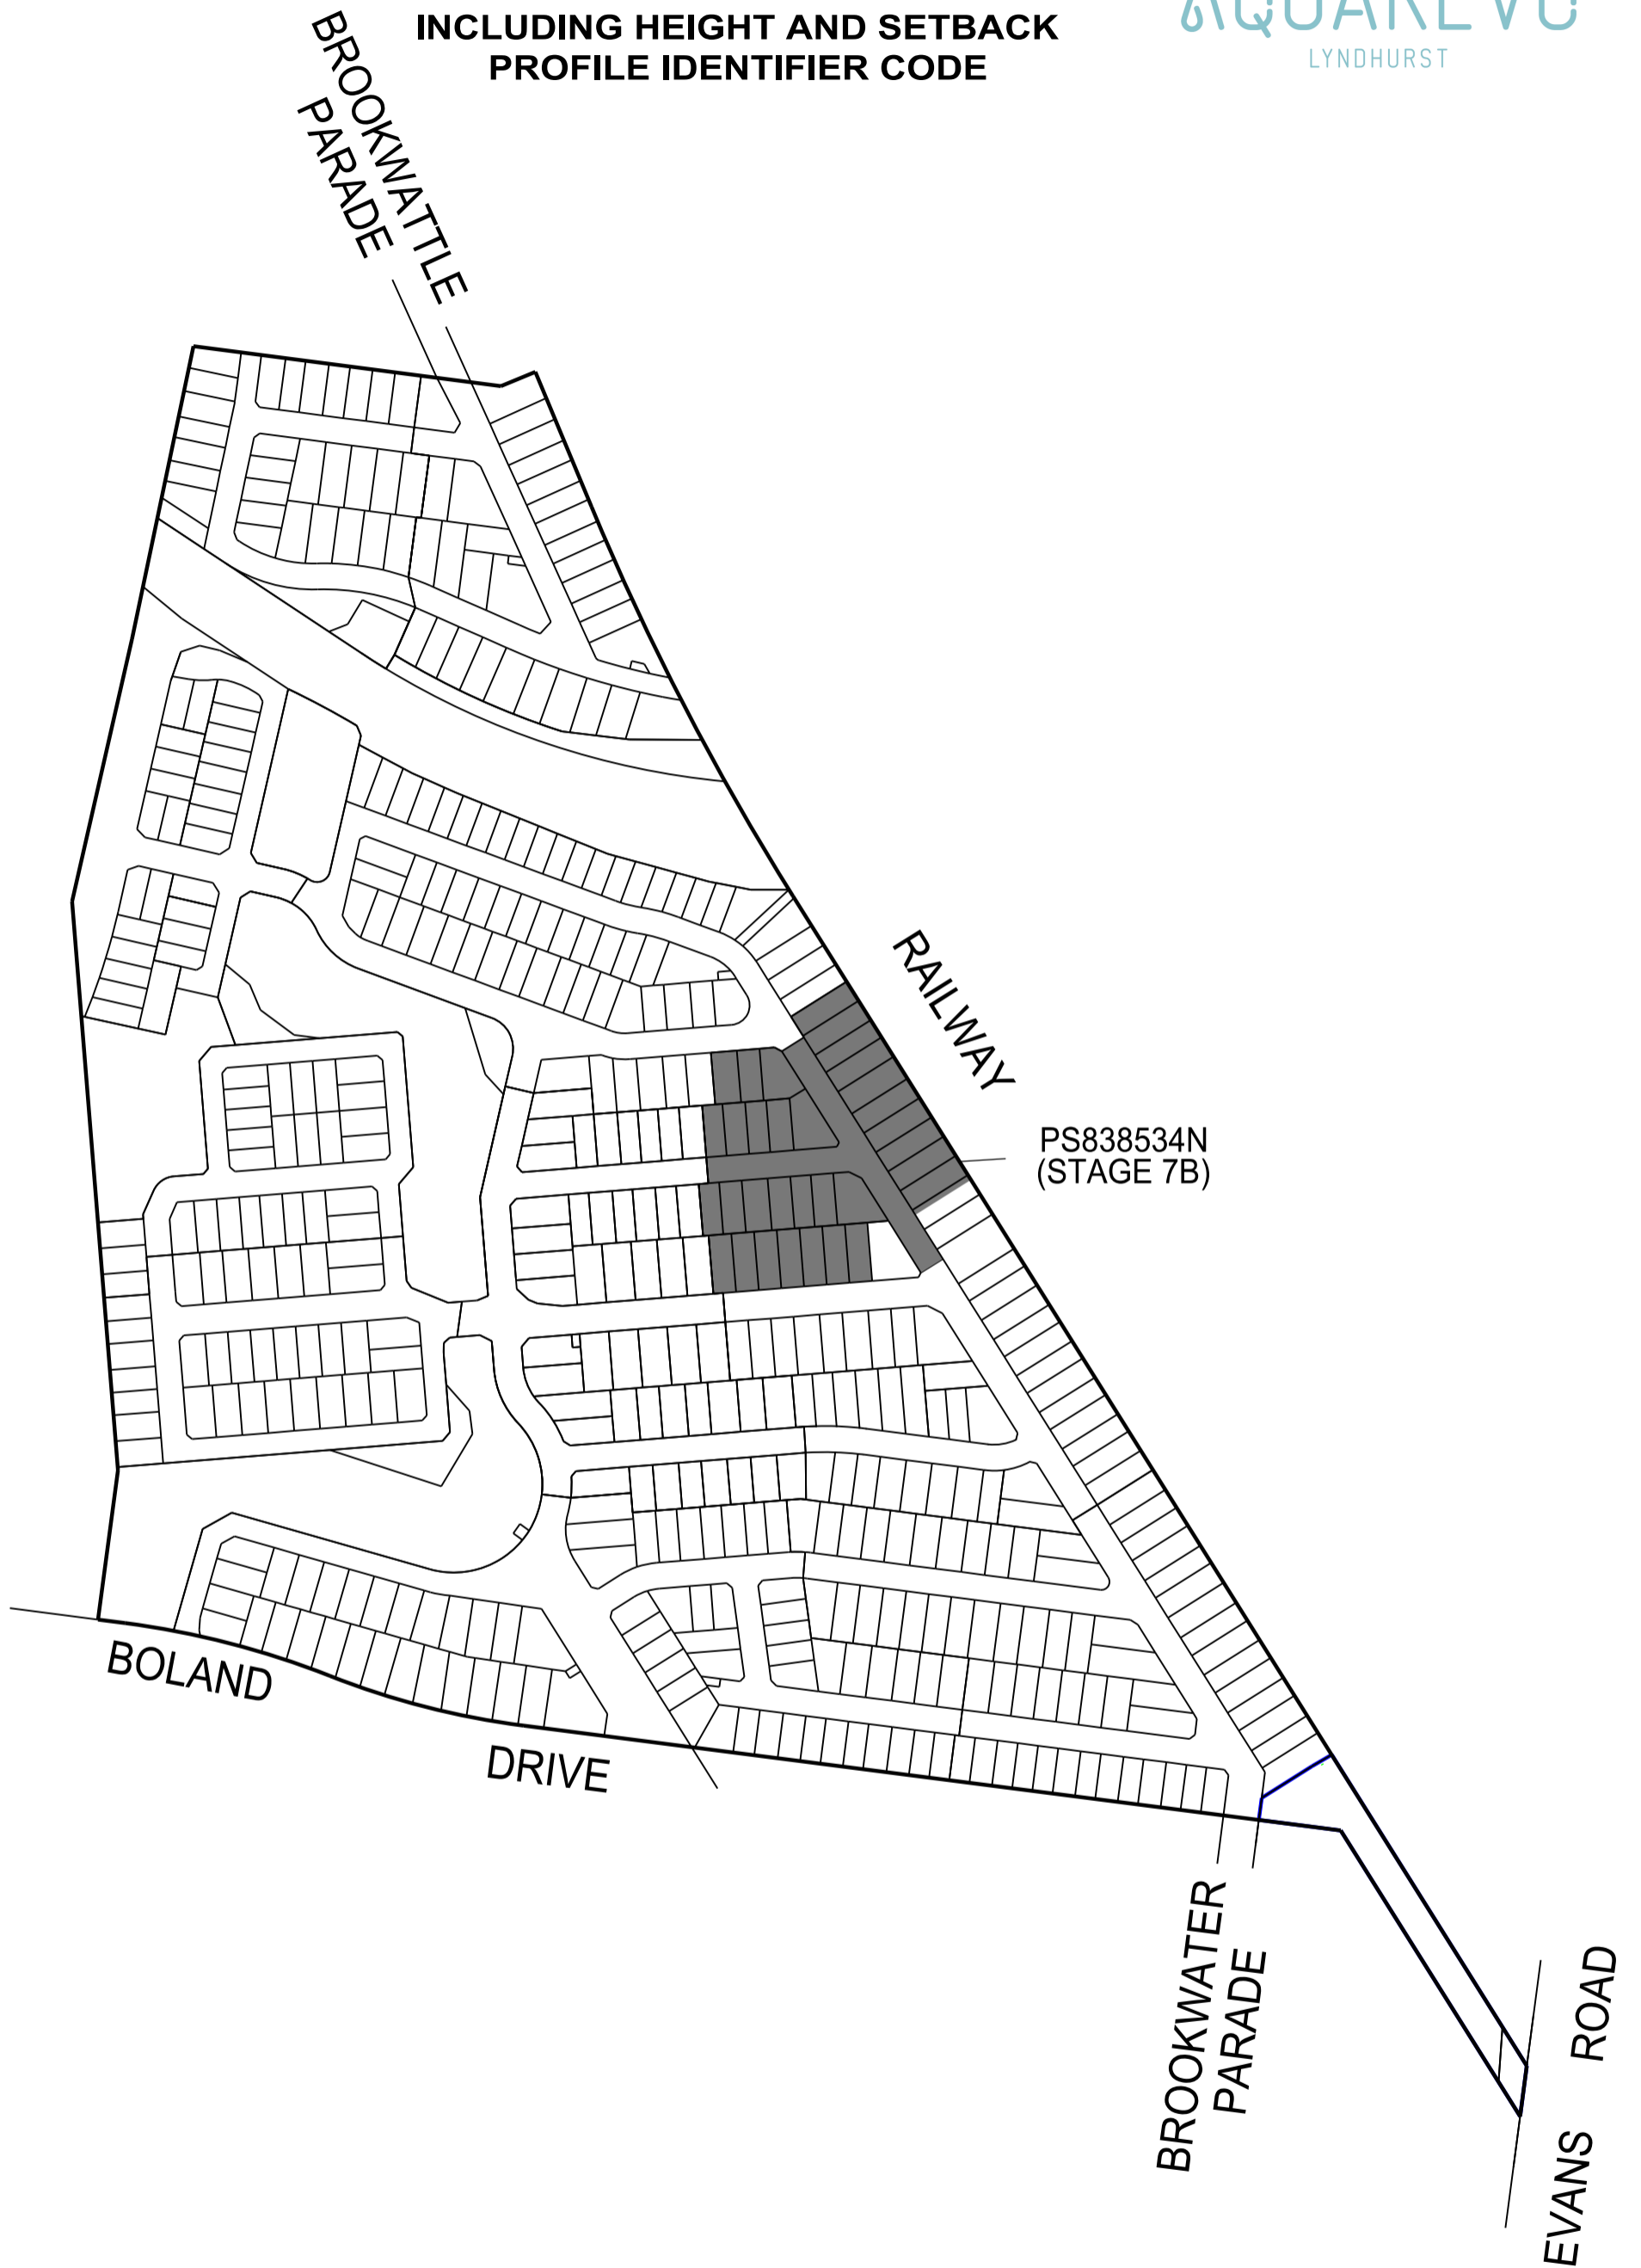 INCLUDING HEIGHT AND SETBACK
PROFILE IDENTIFIER CODE
AQUAREVO
LYNDHURST
BROOKWATTLE
PARADE
RAILWAY
PS838534N
(STAGE 7B)
BOLAND
DRIVE
BROOKWATER
PARADE
EVANS ROAD